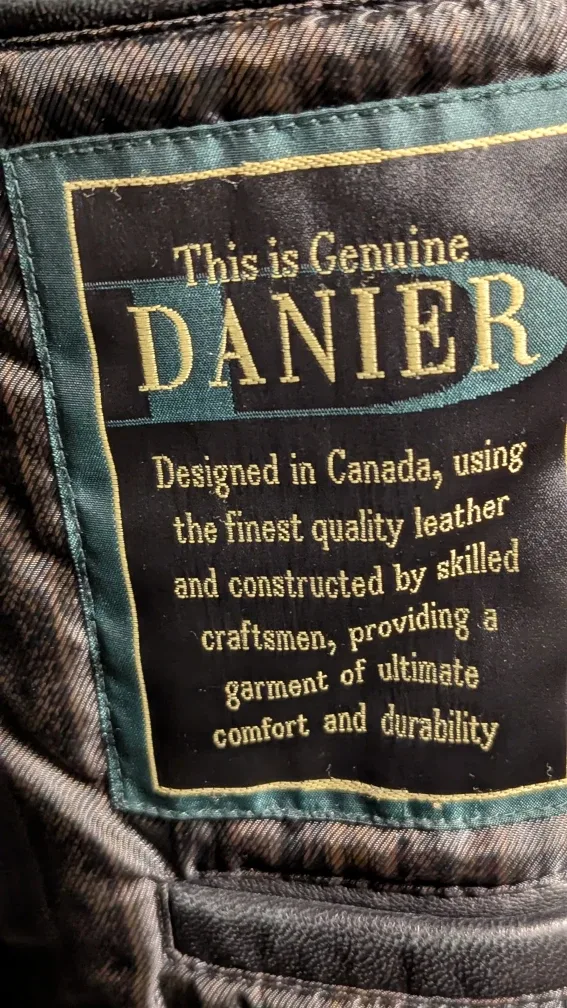 This is Genuine
DANIER
Designed in Canada, using
the finest quality leather
and constructed by skilled
craftsmen, providing a
garment of ultimate
comfort and durability